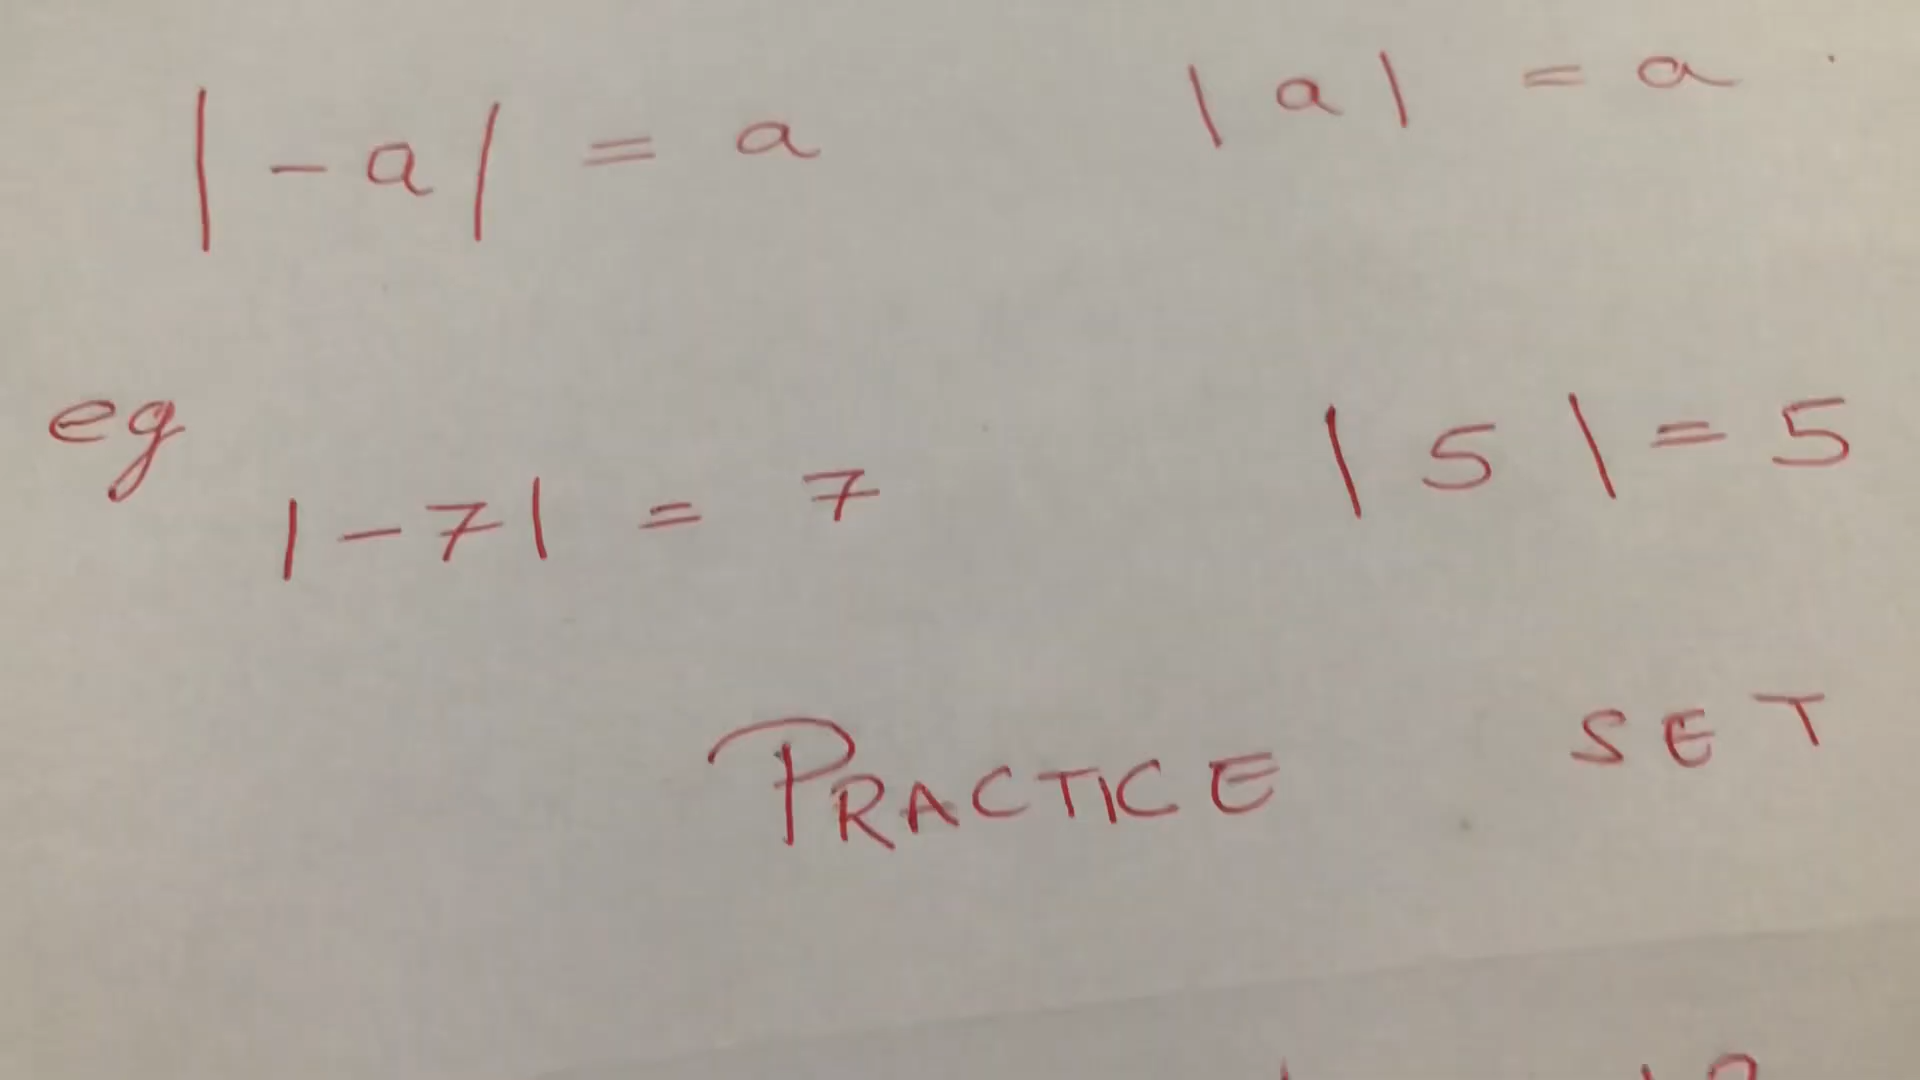 |-a| = a |a| = a
eg |-7| = 7 |5| = 5
PRACTICE SET